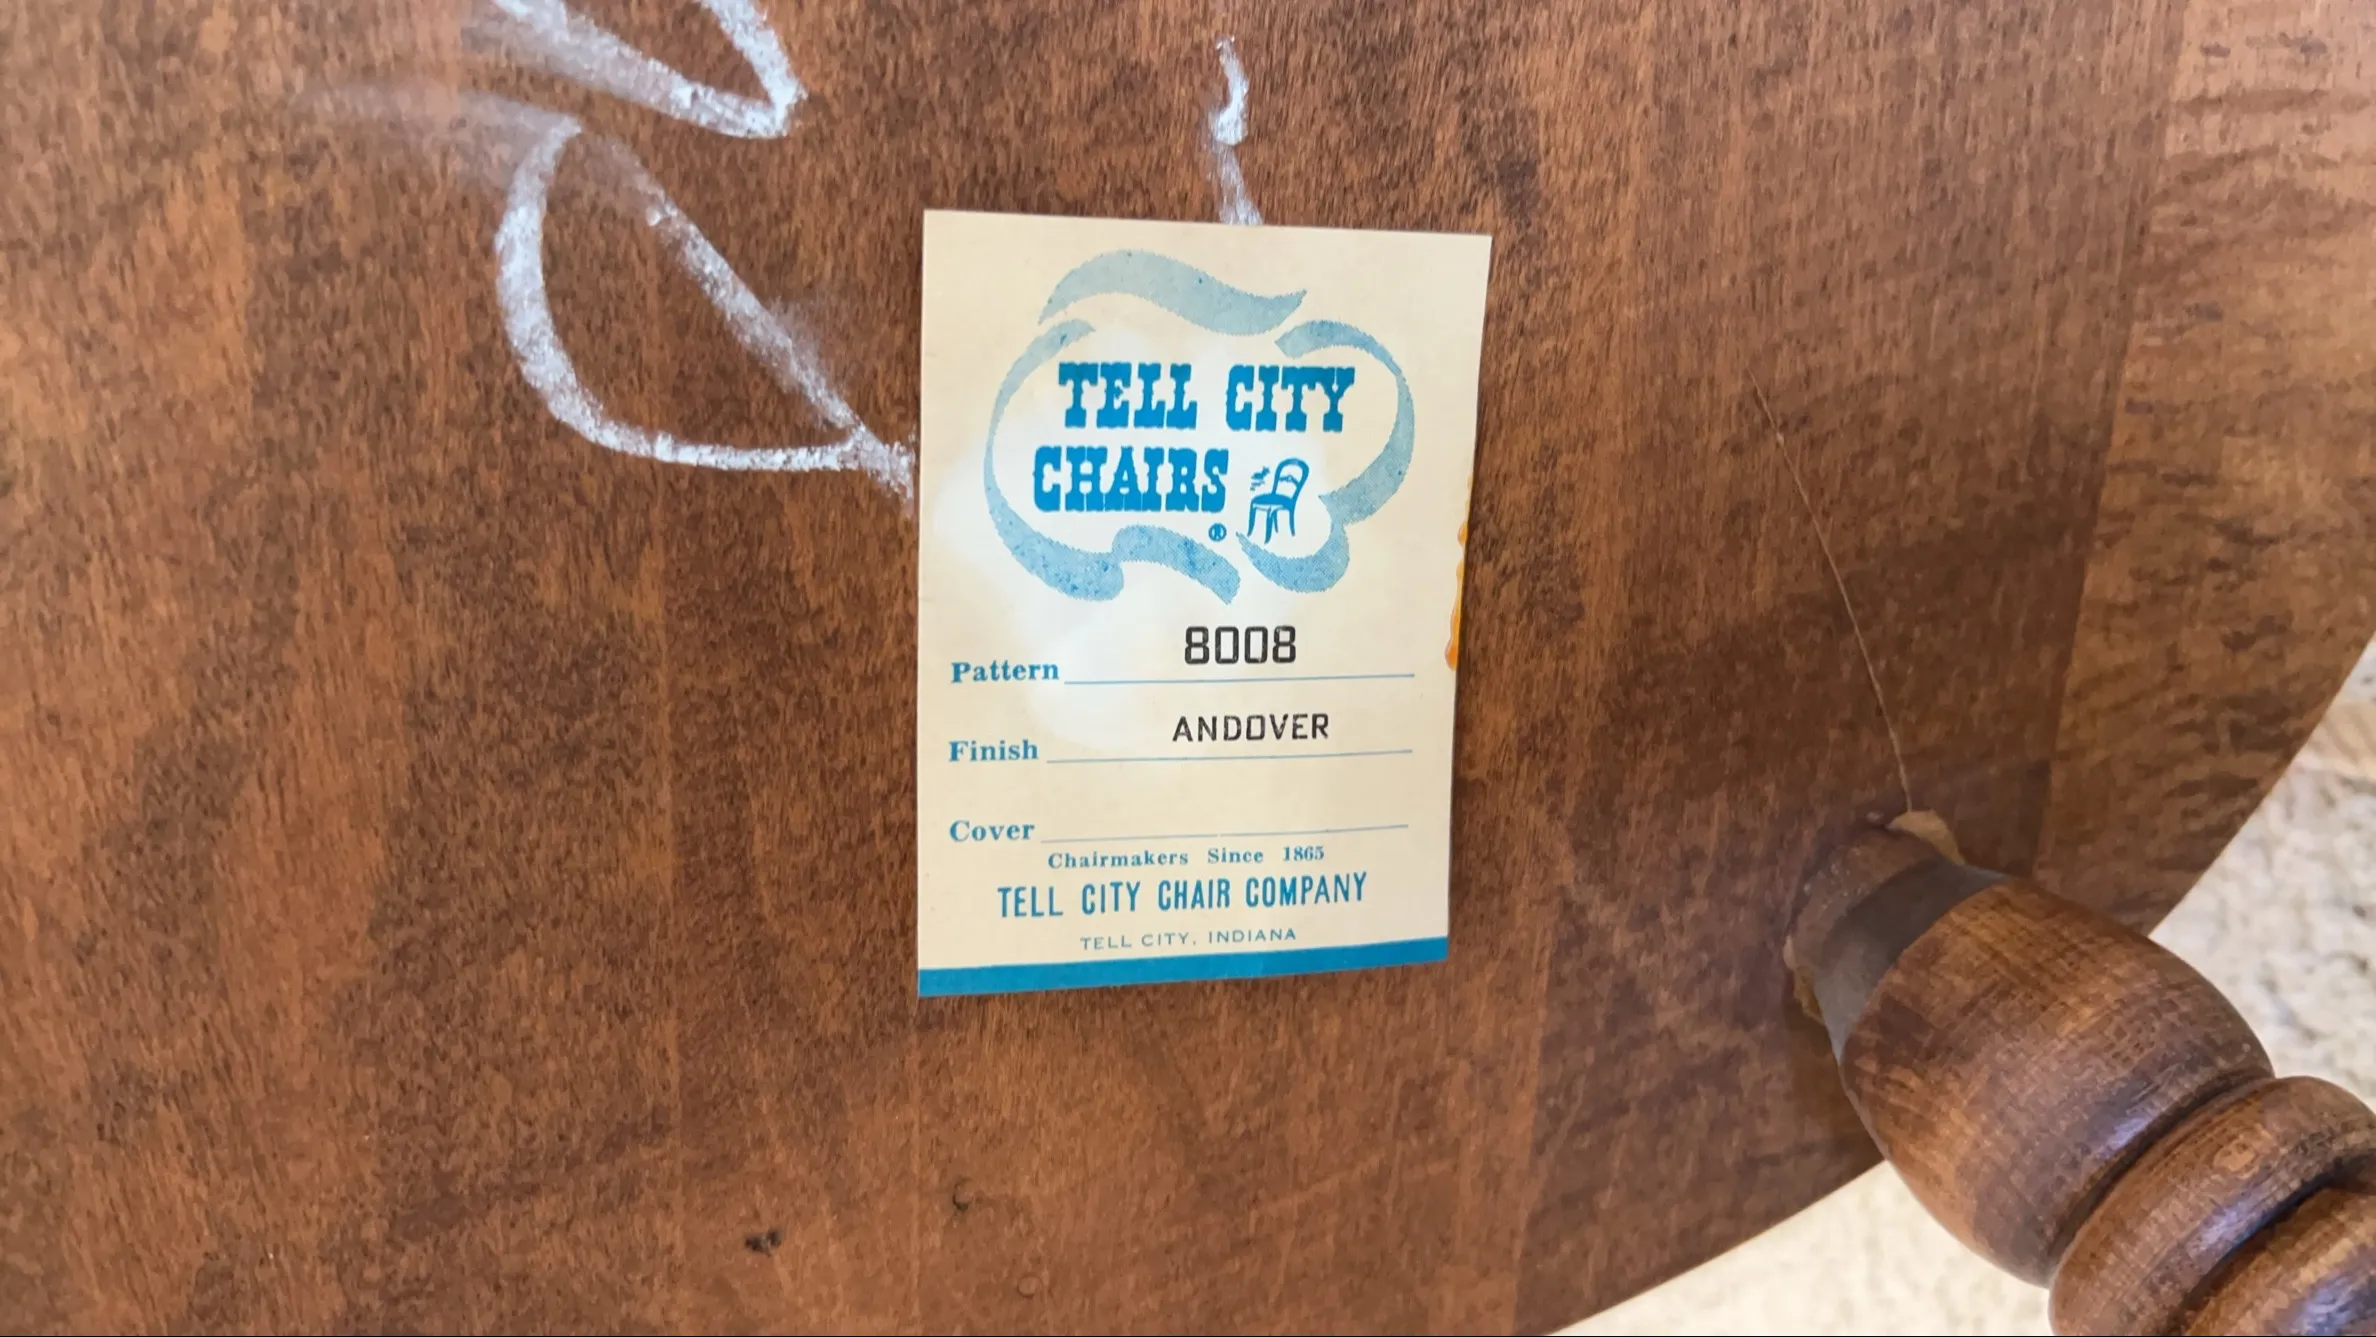 TELL CITY
CHAIRS
®
8008
Pattern
ANDOVER
Finish
Cover
Chairmakers Since 1865
TELL CITY CHAIR COMPANY
TELL CITY, INDIANA